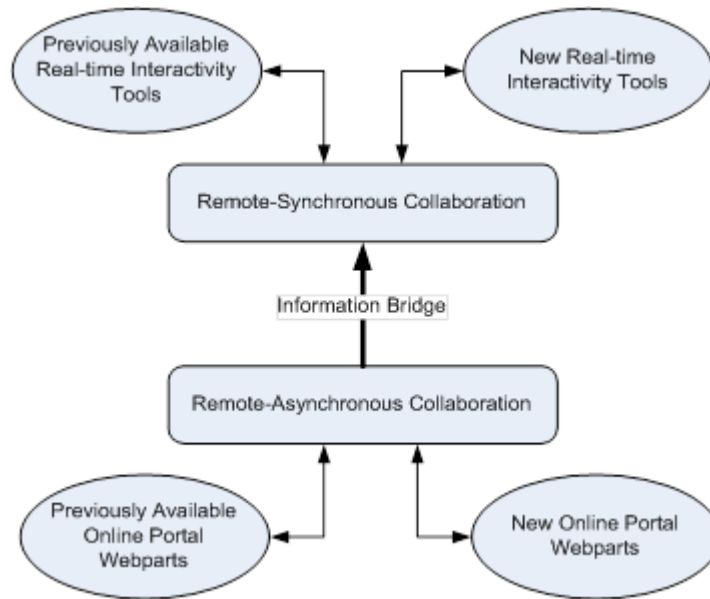 Previously Available
Real-time Interactivity
Tools
New Real-time
Interactivity Tools
Remote-Synchronous Collaboration
Information Bridge
Remote-Asynchronous Collaboration
Previously Available
Online Portal
Webparts
New Online Portal
Webparts